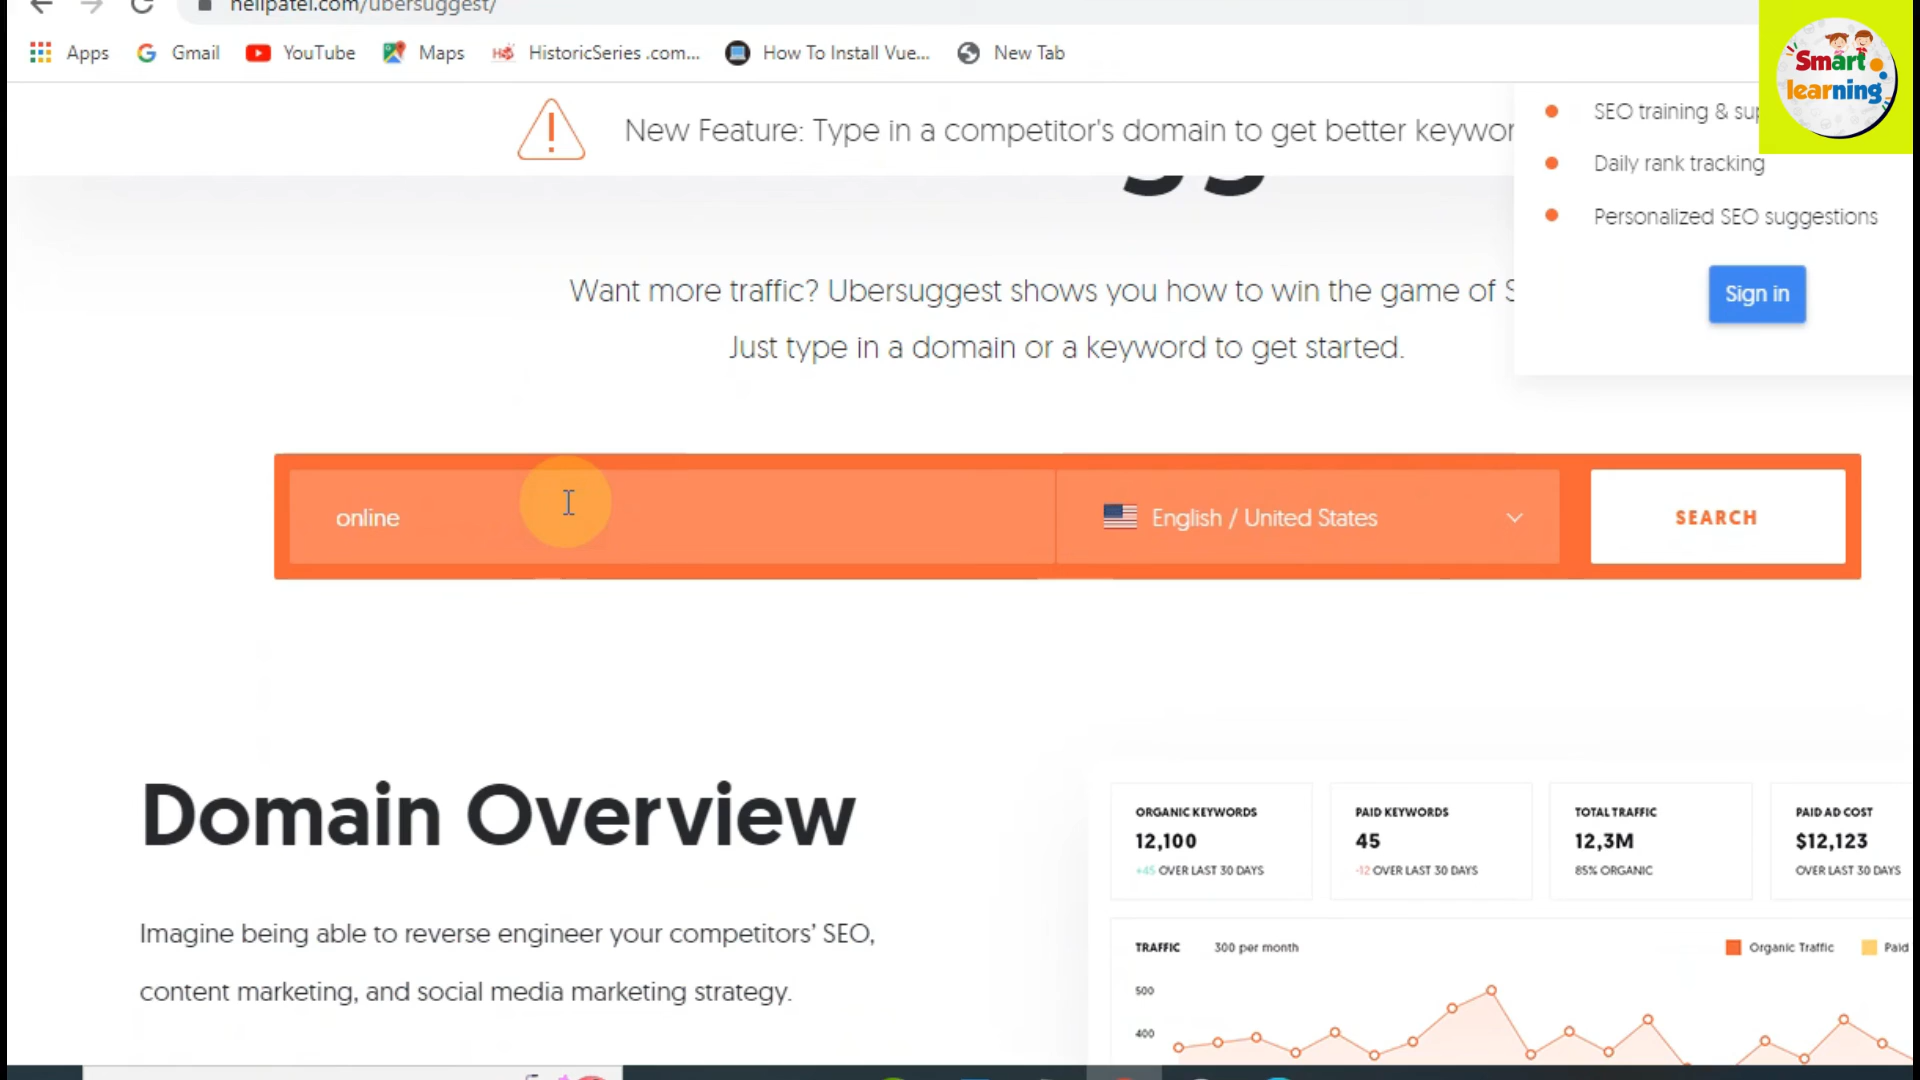 neilpatel.com/ubersuggest/
Apps Gmail YouTube Maps HistoricSeries .com... How To Install Vue... New Tab
Smart
learning
New Feature: Type in a competitor's domain to get better keywor
SEO training & sup
Daily rank tracking
Personalized SEO suggestions
Sign in
Want more traffic? Ubersuggest shows you how to win the game of S
Just type in a domain or a keyword to get started.
online English / United States SEARCH
Domain Overview
Imagine being able to reverse engineer your competitors’ SEO,
content marketing, and social media marketing strategy.
ORGANIC KEYWORDS PAID KEYWORDS TOTAL TRAFFIC PAID AD COST
12,100 45 12,3M $12,123
+45 OVER LAST 30 DAYS -12 OVER LAST 30 DAYS 85% ORGANIC OVER LAST 30 DAYS
TRAFFIC 300 per month Organic Traffic Paid
500
400